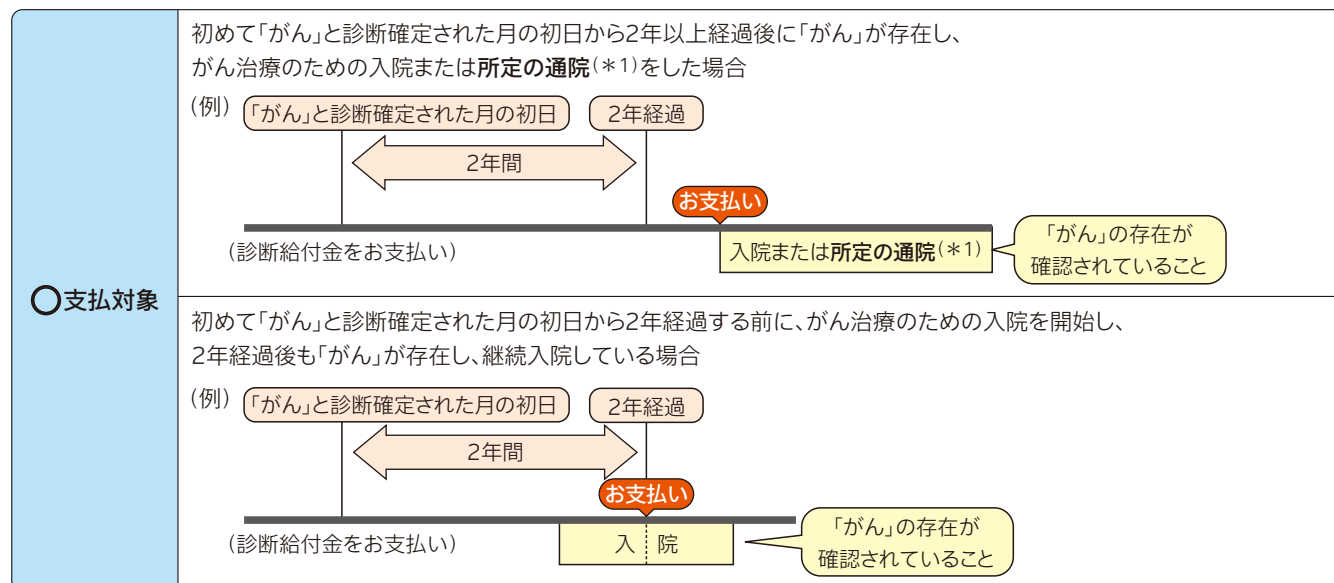 〇支払対象
初めて「がん」と診断確定された月の初日から2年以上経過後に「がん」が存在し、
がん治療のための入院または所定の通院(＊1)をした場合
(例)
「がん」と診断確定された月の初日
2年経過
2年間
お支払い
(診断給付金をお支払い)
入院または所定の通院(＊1)
「がん」の存在が
確認されていること
初めて「がん」と診断確定された月の初日から2年経過する前に、がん治療のための入院を開始し、
2年経過後も「がん」が存在し、継続入院している場合
(例)
「がん」と診断確定された月の初日
2年経過
2年間
お支払い
(診断給付金をお支払い)
入院
「がん」の存在が
確認されていること